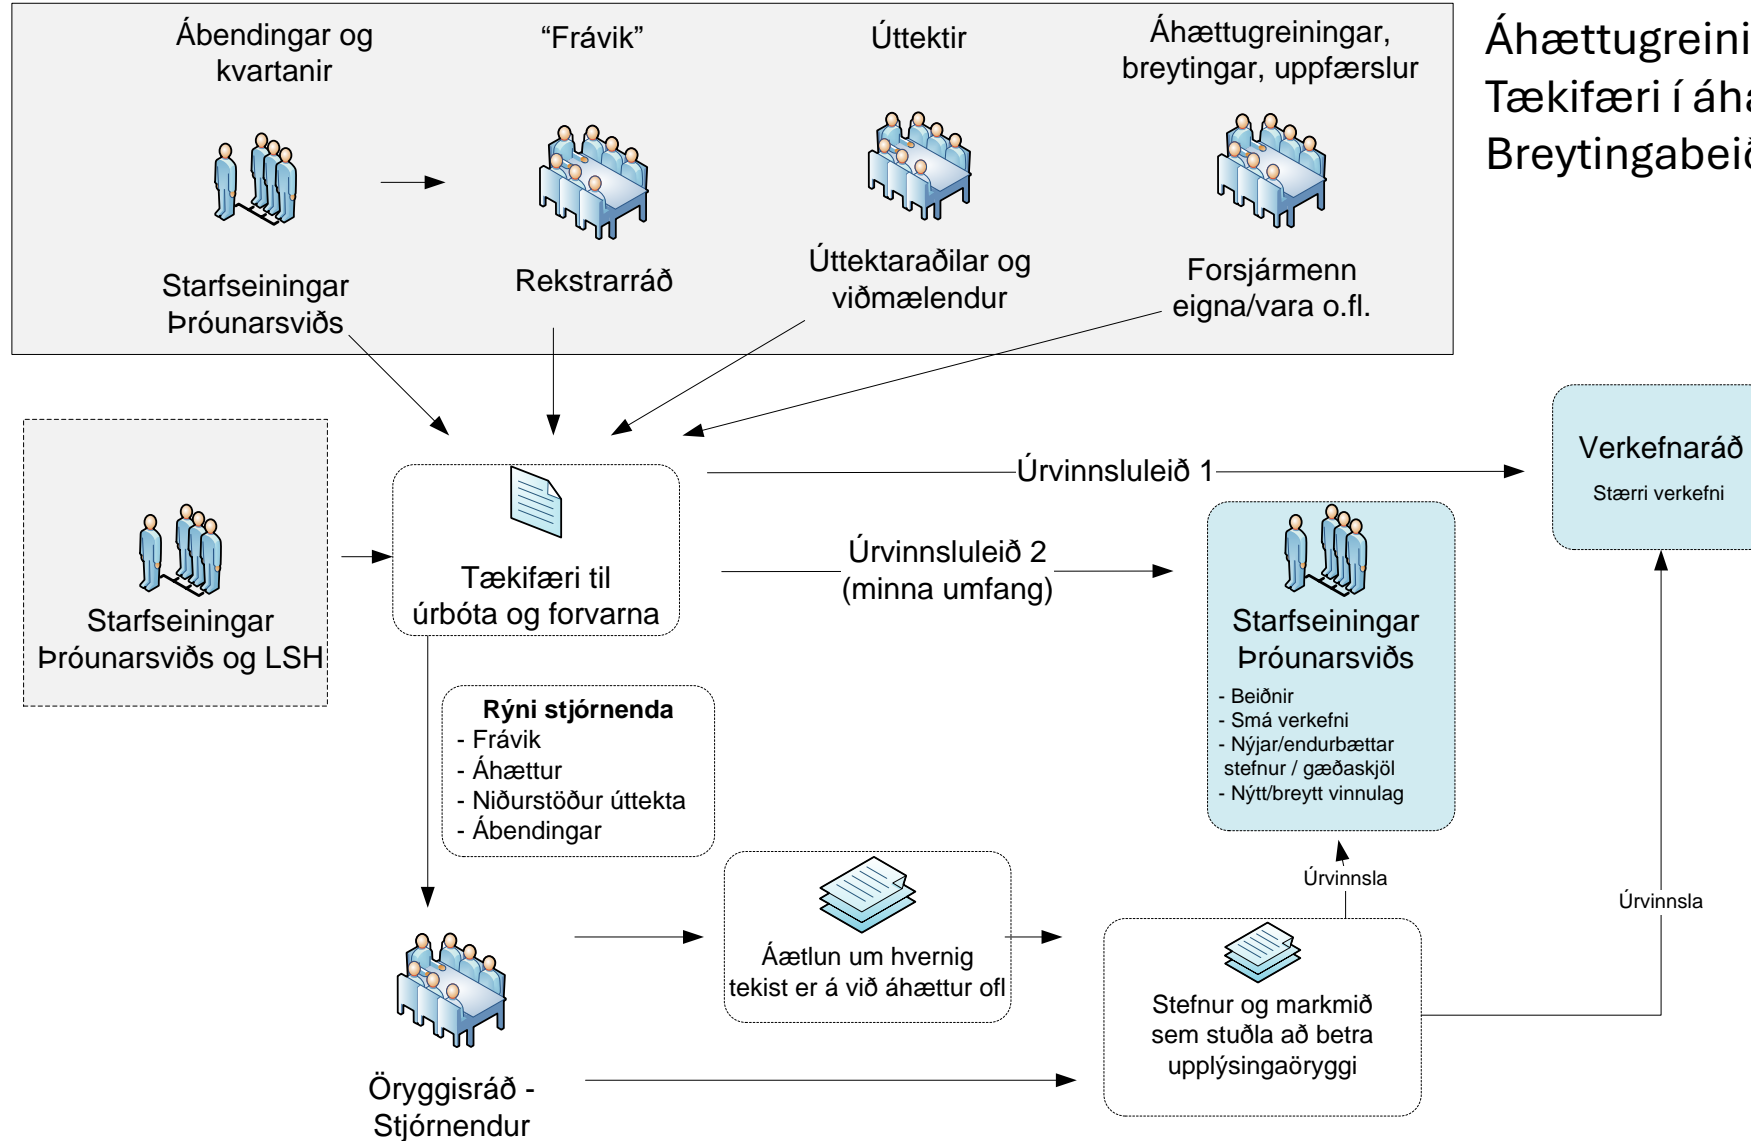 Ábendingar og
kvartanir
“Frávik”
Úttektir
Áhættugreiningar,
breytingar, uppfærslur
Starfseiningar
Þróunarsviðs
Rekstrarráð
Úttektaraðilar og
viðmælendur
Forsjármenn
eigna/vara o.fl.
Tækifæri í
Starfseiningar
Þróunarsviðs og LSH
Tækifæri til
úrbóta og forvarna
Úrvinnsluleið 1
Úrvinnsluleið 2
(minna umfang)
Verkefnaráð
Stærri verkefni
Starfseiningar
Þróunarsviðs
- Beiðnir
- Smá verkefni
- Nýjar/endurbættar
stefnur / gæðaskjöl
- Nýtt/breytt vinnulag
Rýni stjórnenda
- Frávik
- Áhættur
- Niðurstöður úttekta
- Ábendingar
Úrvinnsla
Úrvinnsla
Áætlun um hvernig
tekist er á við áhættur ofl
Stefnur og markmið
sem stuðla að betra
upplýsingaöryggi
Öryggisráð -
Stjórnendur